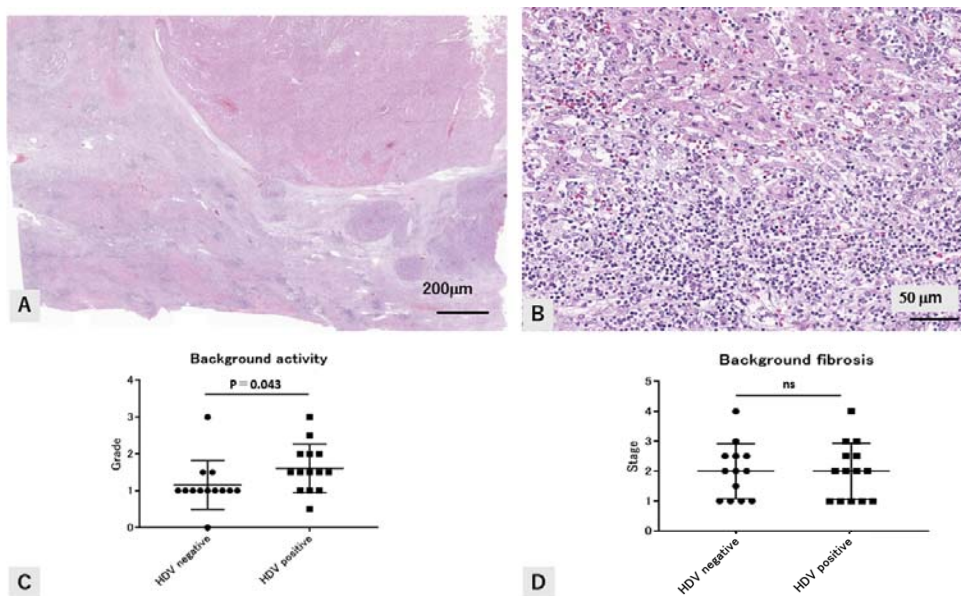 200μm
A
50 μm
B
Background activity
P = 0.043
4
3
2
1
0
Grade
HDV negative
HDV positive
C
Background fibrosis
ns
5
4
3
2
1
0
Stage
HDV negative
HDV positive
D